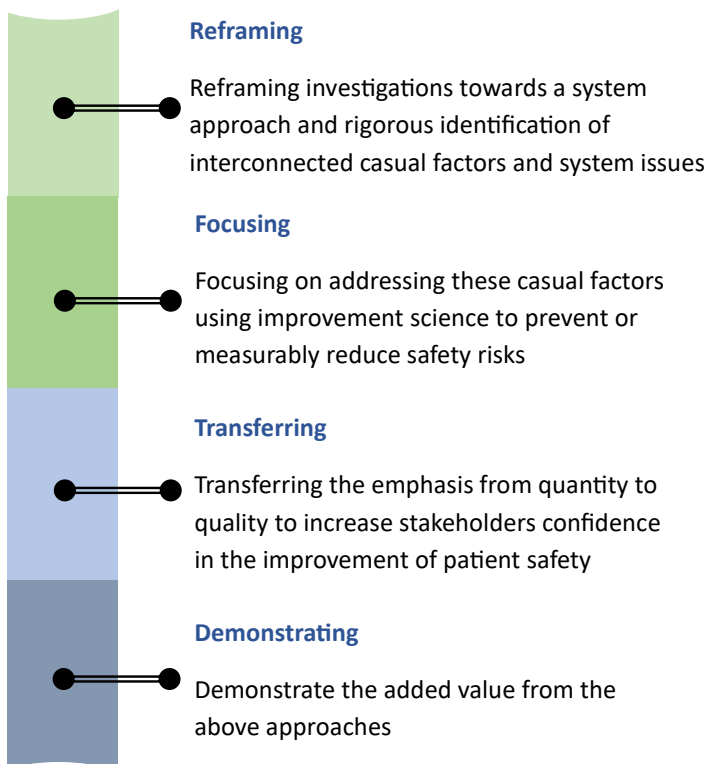 Reframing
Reframing investigations towards a system
approach and rigorous identification of
interconnected casual factors and system issues
Focusing
Focusing on addressing these casual factors
using improvement science to prevent or
measurably reduce safety risks
Transferring
Transferring the emphasis from quantity to
quality to increase stakeholders confidence
in the improvement of patient safety
Demonstrating
Demonstrate the added value from the
above approaches